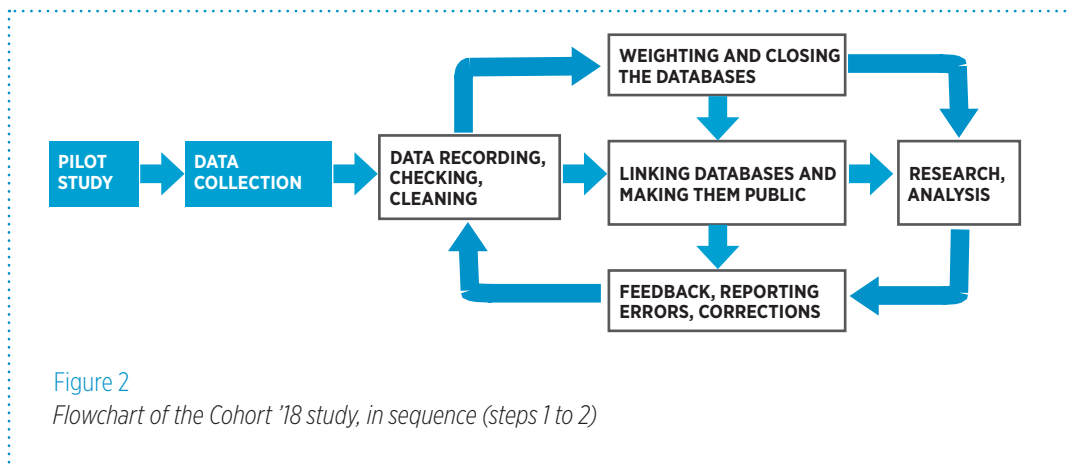 PILOT
STUDY
DATA
COLLECTION
DATA RECORDING,
CHECKING,
CLEANING
WEIGHTING AND CLOSING
THE DATABASES
LINKING DATABASES AND
MAKING THEM PUBLIC
FEEDBACK, REPORTING
ERRORS, CORRECTIONS
RESEARCH,
ANALYSIS
Figure 2
Flowchart of the Cohort ’18 study, in sequence (steps 1 to 2)